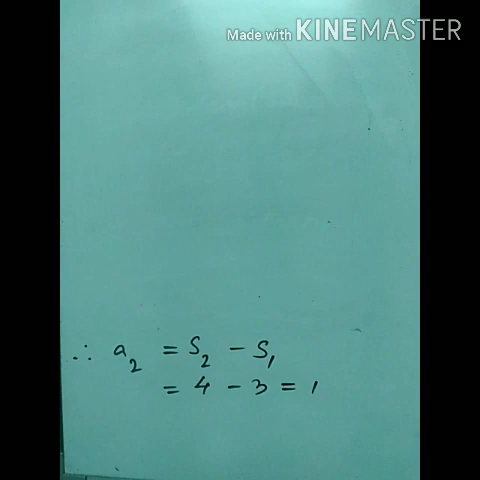 Made with KINEMASTER
∴ a₂ = S₂ - S₁
= 4 - 3 = 1